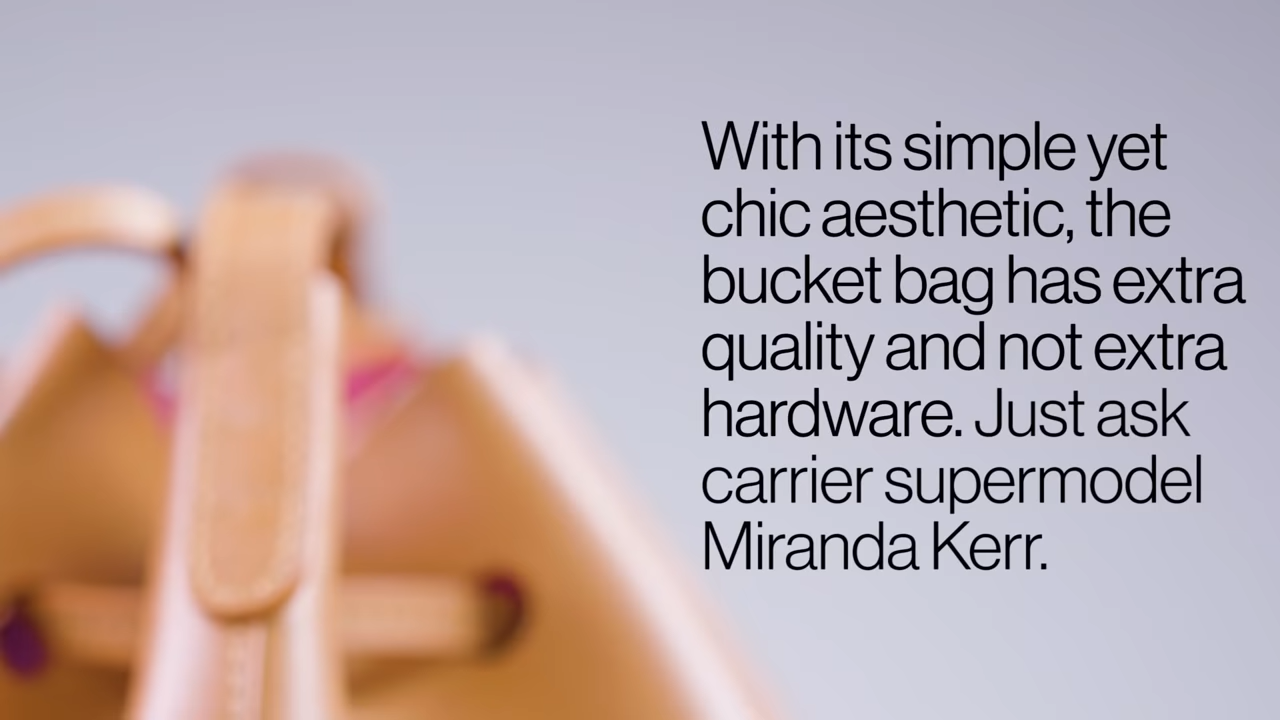 With its simple yet
chic aesthetic, the
bucket bag has extra
quality and not extra
hardware. Just ask
carrier supermodel
Miranda Kerr.